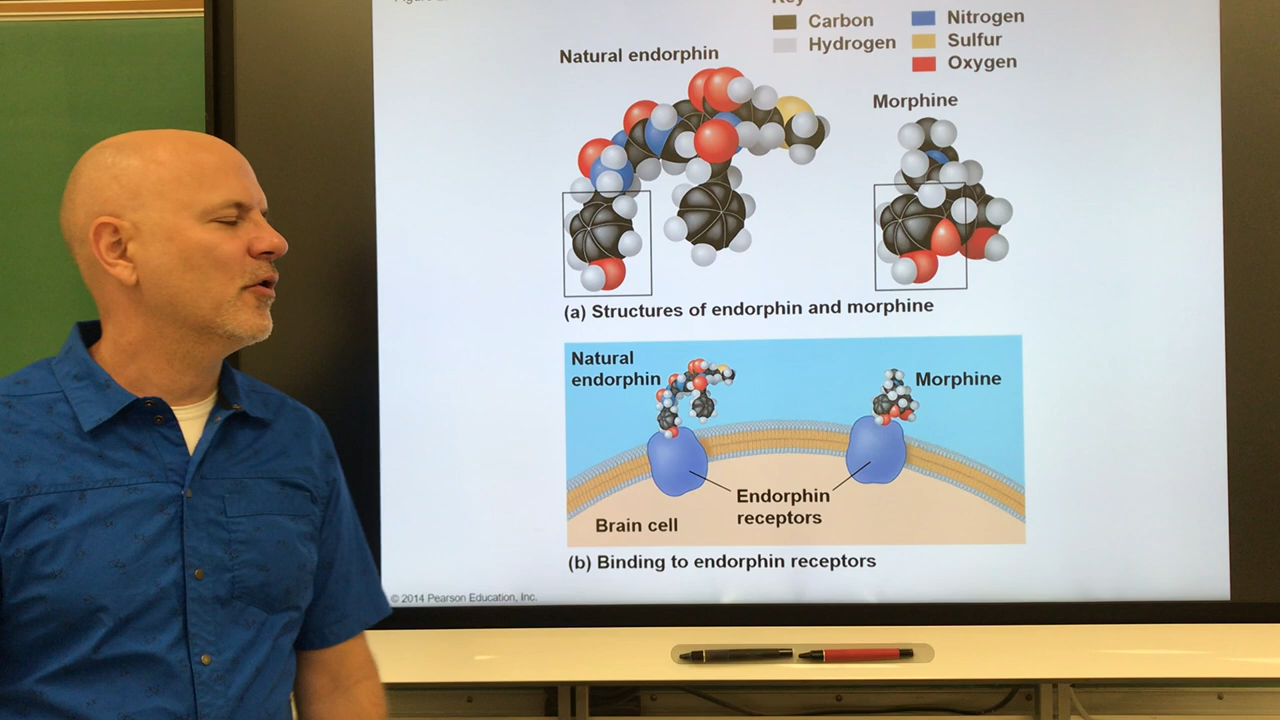 Key
Carbon
Nitrogen
Hydrogen
Sulfur
Oxygen
Natural endorphin
Morphine
(a) Structures of endorphin and morphine
Natural
endorphin
Morphine
Endorphin
receptors
Brain cell
(b) Binding to endorphin receptors
© 2014 Pearson Education, Inc.